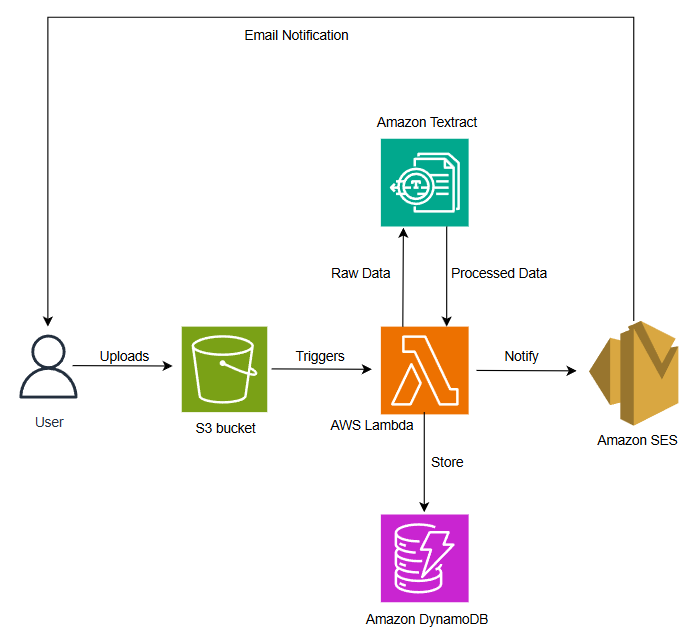 Email Notification
Amazon Textract
T
Raw Data
Processed Data
Uploads
Triggers
Notify
User
S3 bucket
AWS Lambda
Amazon SES
Store
Amazon DynamoDB